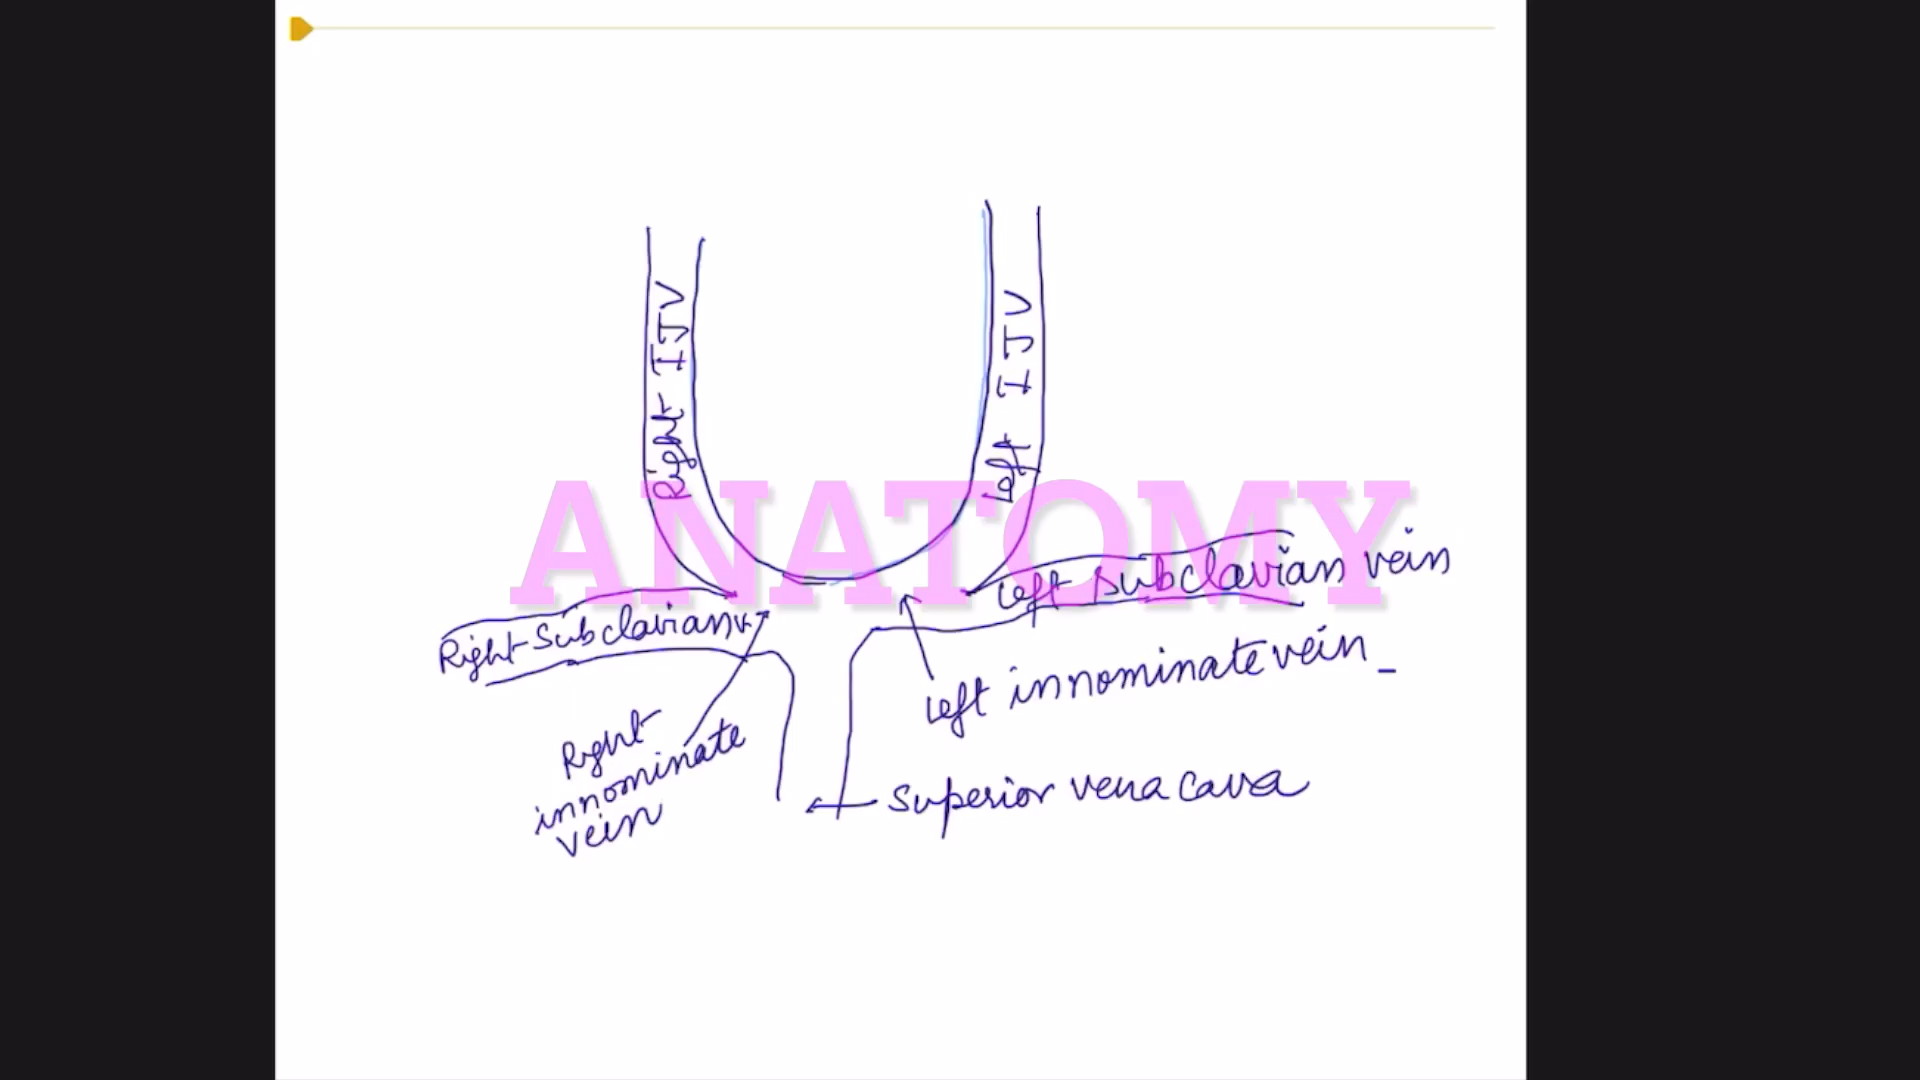 Right IJV
Left IJV
ANATOMY
Left subclavian vein
Right Subclavian v.
Left innominate vein
Right
innominate
vein
Superior vena cava